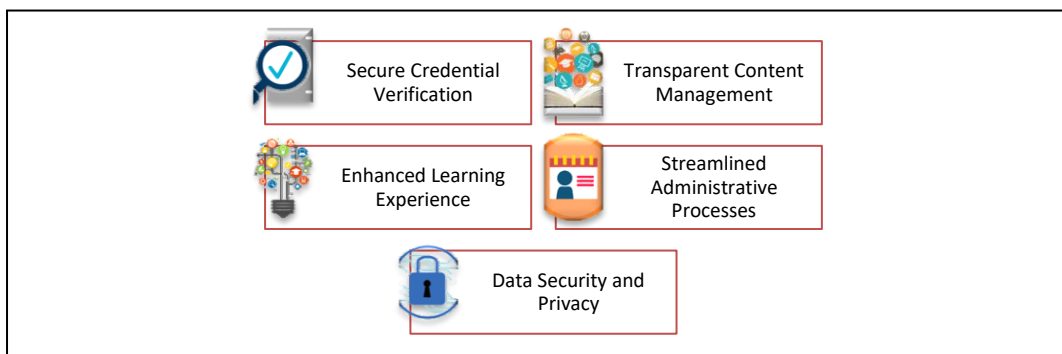 Secure Credential
Verification
Transparent Content
Management
Enhanced Learning
Experience
Streamlined
Administrative
Processes
Data Security and
Privacy